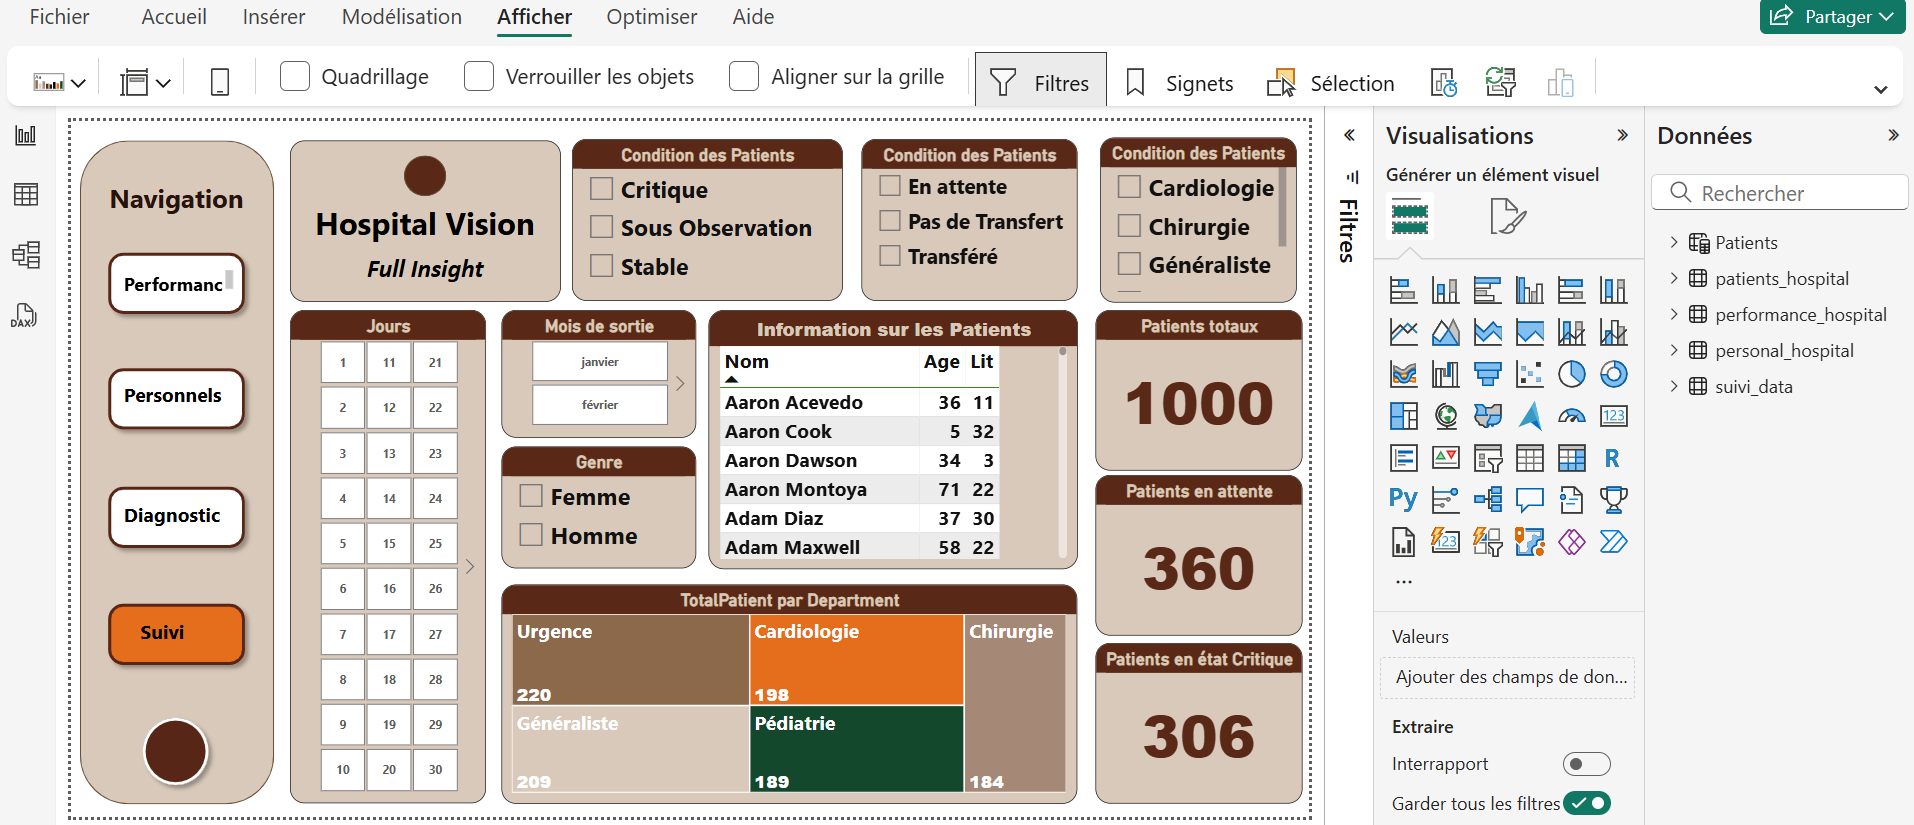 Fichier Accueil Insérer Modélisation Afficher Optimiser Aide Partager
Quadrillage Verrouiller les objets Aligner sur la grille Filtres Signets Sélection
Navigation
Performanc
Personnels
Diagnostic
Suivi
Hospital Vision
Full Insight
Condition des Patients
Critique
Sous Observation
Stable
Condition des Patients
En attente
Pas de Transfert
Transféré
Condition des Patients
Cardiologie
Chirurgie
Généraliste
Jours
1 11 21
2 12 22
3 13 23
4 14 24
5 15 25
6 16 26
7 17 27
8 18 28
9 19 29
10 20 30
Mois de sortie
janvier
février
Genre
Femme
Homme
Information sur les Patients
Nom Age Lit
Aaron Acevedo 36 11
Aaron Cook 5 32
Aaron Dawson 34 3
Aaron Montoya 71 22
Adam Diaz 37 30
Adam Maxwell 58 22
TotalPatient par Department
Urgence
220
Cardiologie
198
Chirurgie
184
Généraliste
209
Pédiatrie
189
Patients totaux
1000
Patients en attente
360
Patients en état Critique
306
Filtres
Visualisations
Générer un élément visuel
123
R
Py
123
...
Valeurs
Ajouter des champs de don...
Extraire
Interrapport
Garder tous les filtres
Données
Rechercher
Patients
patients_hospital
performance_hospital
personal_hospital
suivi_data
DAX